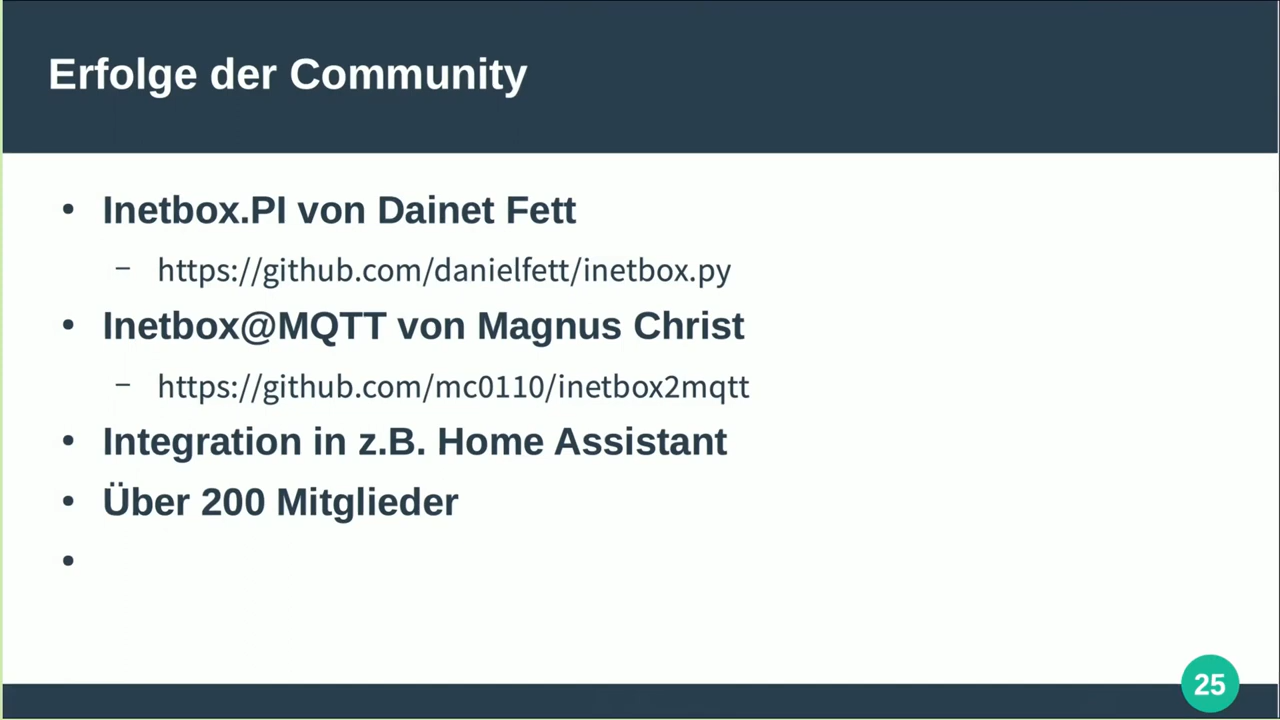 Erfolge der Community
• Inetbox.PI von Dainet Fett
– https://github.com/danielfett/inetbox.py
• Inetbox@MQTT von Magnus Christ
– https://github.com/mc0110/inetbox2mqtt
• Integration in z.B. Home Assistant
• Über 200 Mitglieder
•
25